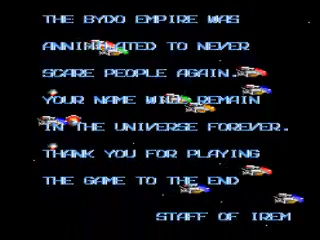 THE BYDO EMPIRE WAS
ANNIHILATED TO NEVER
SCARE PEOPLE AGAIN.
YOUR NAME WILL REMAIN
IN THE UNIVERSE FOREVER.
THANK YOU FOR PLAYING
THE GAME TO THE END
STAFF OF IREM